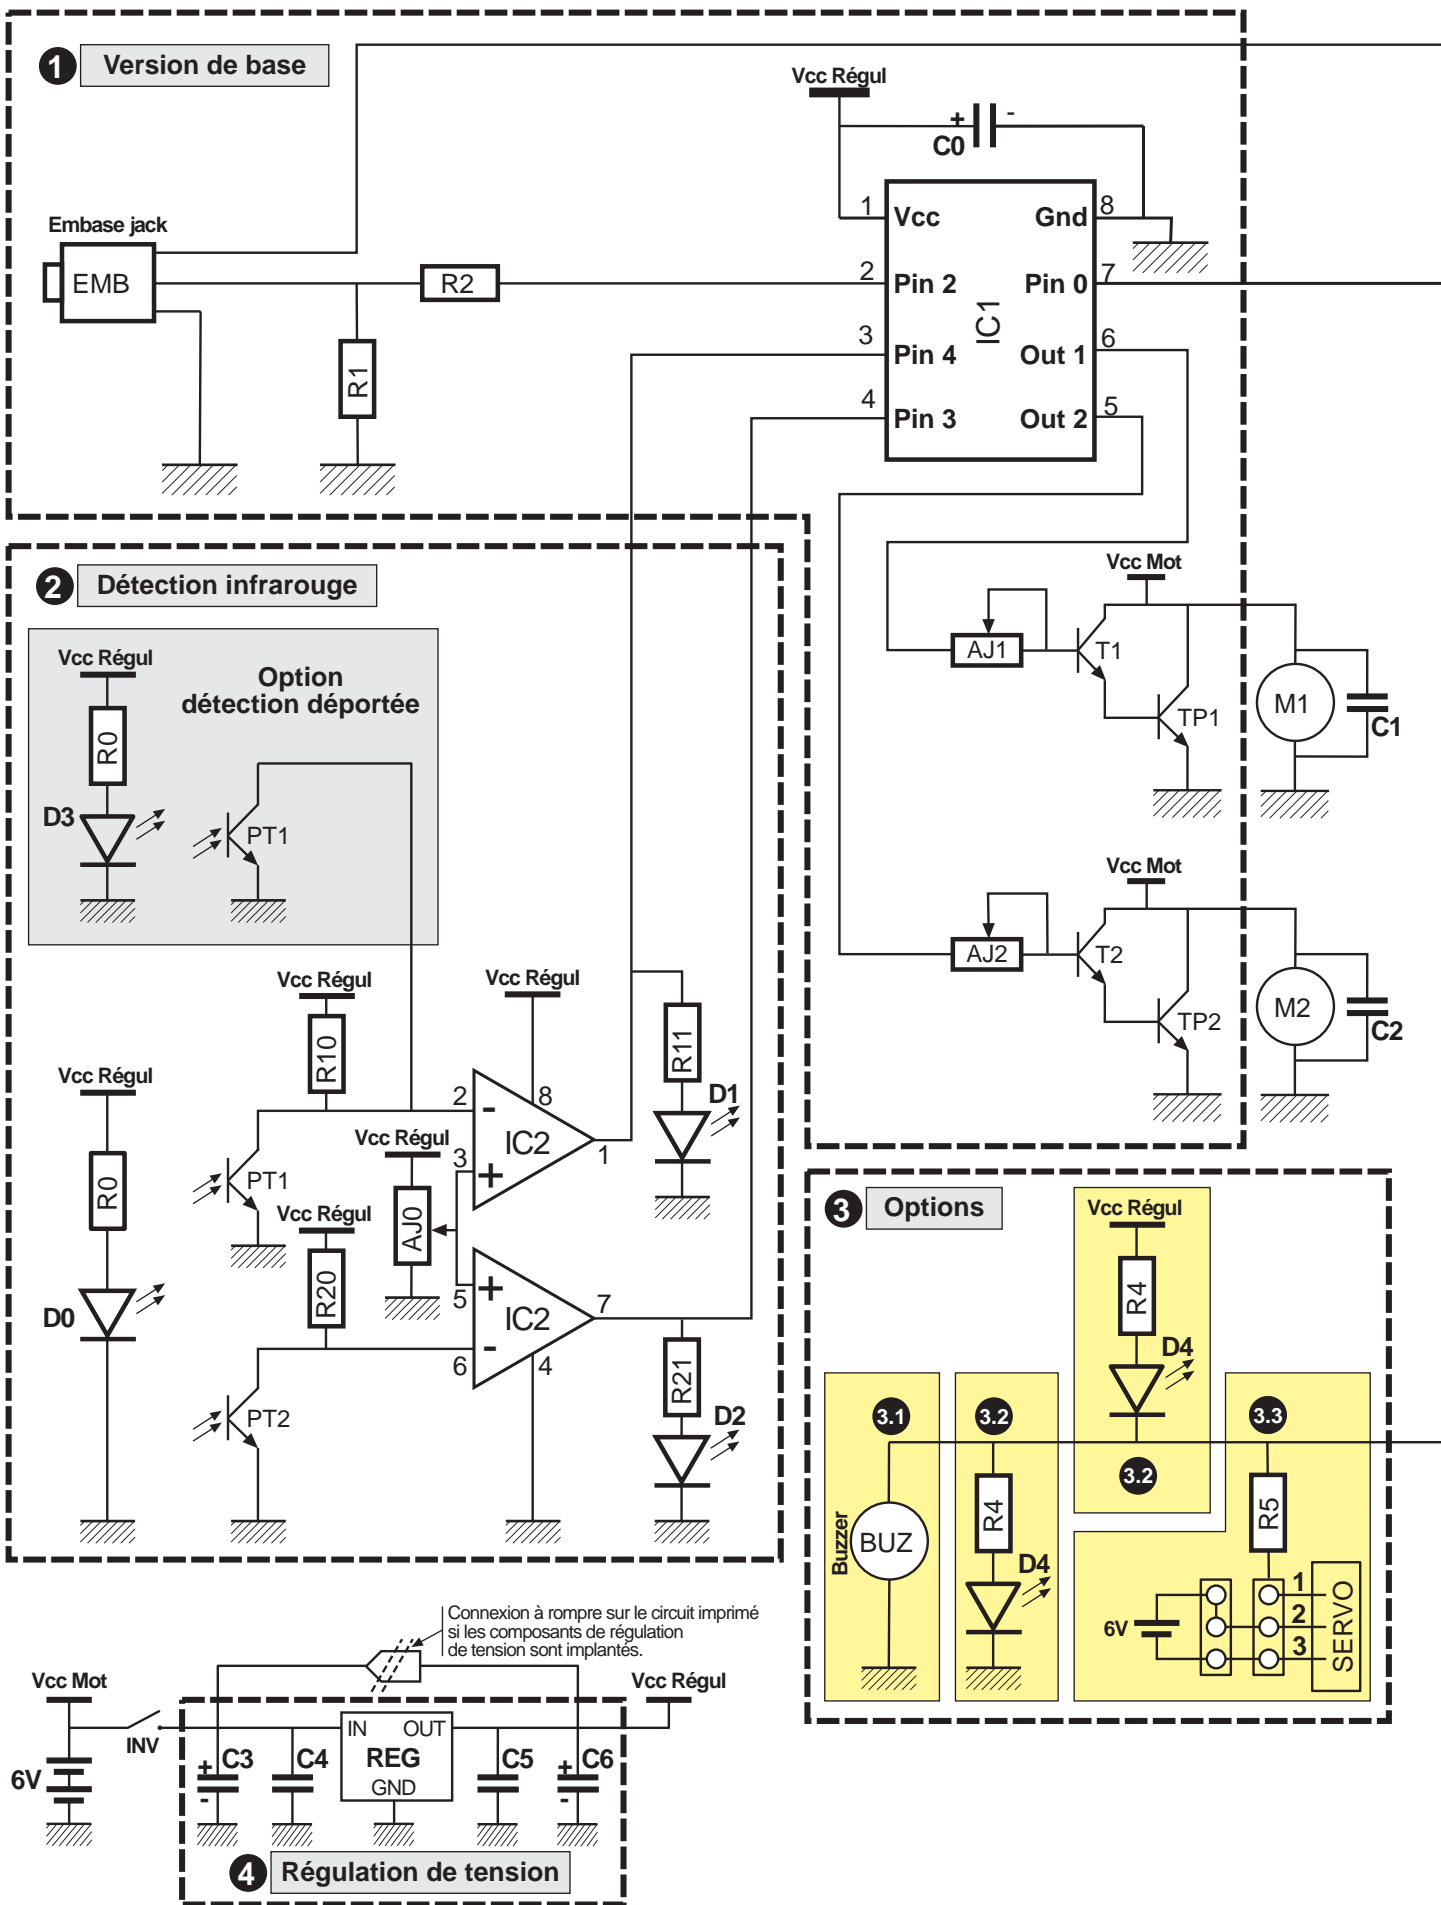 1 Version de base
Vcc Régul
+ -
C0
Embase jack
EMB
R2
R1
1 Vcc
Gnd 8
2 Pin 2
Pin 0 7
IC1
3 Pin 4
Out 1 6
4 Pin 3
Out 2 5
Vcc Mot
AJ1
T1
TP1
M1
C1
Vcc Mot
AJ2
T2
TP2
M2
C2
2 Détection infrarouge
Vcc Régul
Option
détection déportée
R0
D3
PT1
Vcc Régul
R10
Vcc Régul
R11
D1
Vcc Régul
R0
D0
PT1
2 -
8
IC2
1
3 +
Vcc Régul
AJ0
Vcc Régul
R20
5 +
IC2
7
6 -
4
PT2
R21
D2
3 Options
Vcc Régul
R4
D4
3.1
3.2
3.2
3.3
Buzzer
BUZ
R4
D4
R5
6V
1
2
3
SERVO
Connexion à rompre sur le circuit imprimé
si les composants de régulation
de tension sont implantés.
Vcc Mot
Vcc Régul
INV
6V
+ C3
-
C4
IN OUT
REG
GND
C5
+ C6
-
4 Régulation de tension